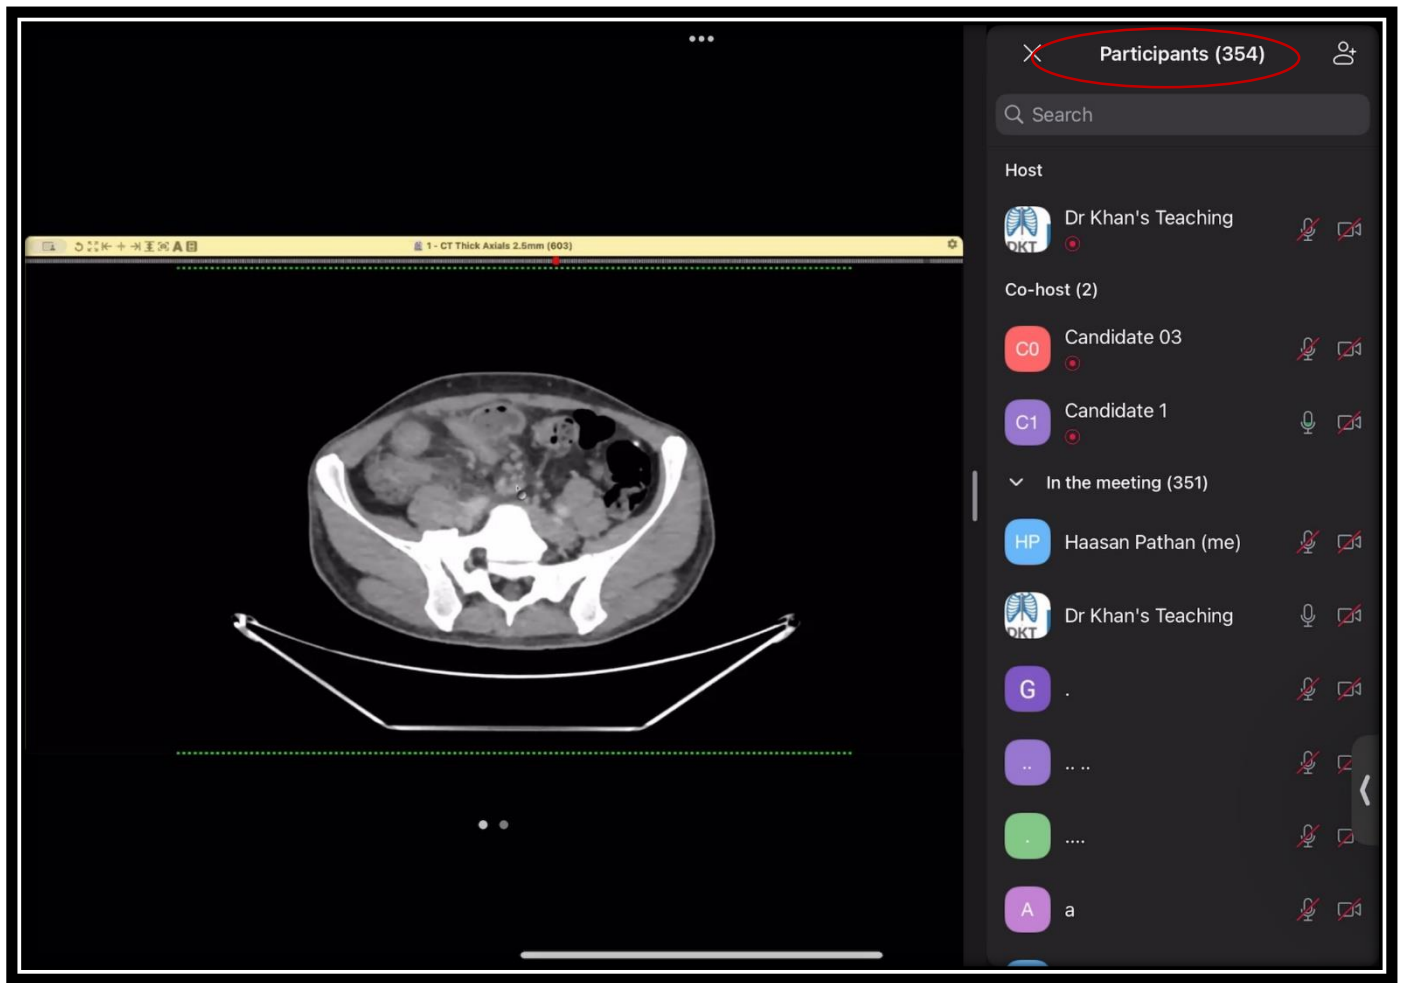 Participants (354)
Search
Host
1 - CT Thick Axials 2.5mm (603)
DKT
Dr Khan's Teaching
Co-host (2)
C0
Candidate 03
C1
Candidate 1
In the meeting (351)
HP
Haasan Pathan (me)
DKT
Dr Khan's Teaching
G
.
..
.. ..
.
....
A
a